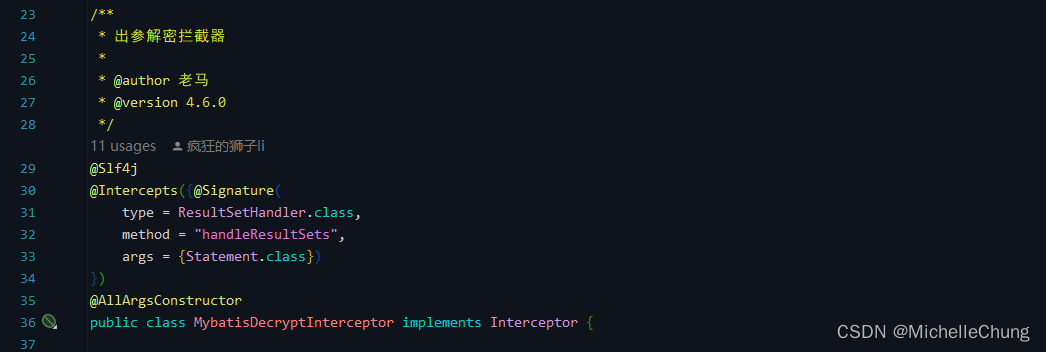 23 /**
24  * 出参解密拦截器
25  *
26  * @author 老马
27  * @version 4.6.0
28  */
11 usages 疯狂的狮子li
29 @Slf4j
30 @Intercepts({@Signature(
31     type = ResultSetHandler.class,
32     method = "handleResultSets",
33     args = {Statement.class})
34 })
35 @AllArgsConstructor
36 public class MybatisDecryptInterceptor implements Interceptor {
37
CSDN @MichelleChung